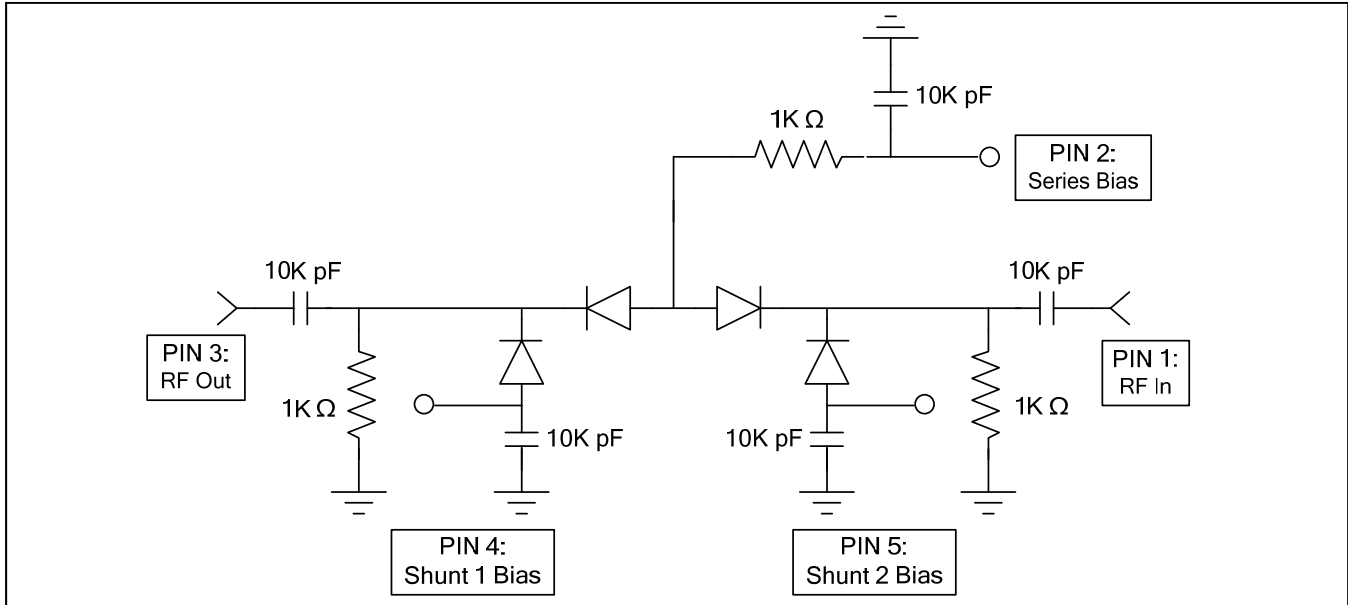 10K pF
1K Ω
PIN 2:
Series Bias
10K pF
10K pF
PIN 3:
RF Out
PIN 1:
RF In
1K Ω
10K pF
10K pF
1K Ω
PIN 4:
Shunt 1 Bias
PIN 5:
Shunt 2 Bias